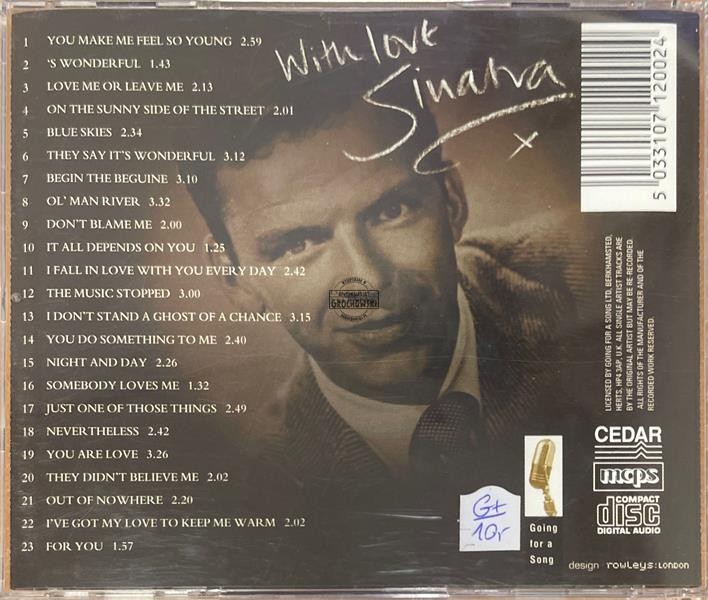 1 YOU MAKE ME FEEL SO YOUNG 2.59
2 'S WONDERFUL 1.43
3 LOVE ME OR LEAVE ME 2.13
4 ON THE SUNNY SIDE OF THE STREET 2.01
5 BLUE SKIES 2.34
6 THEY SAY IT'S WONDERFUL 3.12
7 BEGIN THE BEGUINE 3.10
8 OL' MAN RIVER 3.32
9 DON'T BLAME ME 2.00
10 IT ALL DEPENDS ON YOU 1.25
11 I FALL IN LOVE WITH YOU EVERY DAY 2.42
12 THE MUSIC STOPPED 3.00
13 I DON'T STAND A GHOST OF A CHANCE 3.15
14 YOU DO SOMETHING TO ME 2.40
15 NIGHT AND DAY 2.26
16 SOMEBODY LOVES ME 1.32
17 JUST ONE OF THOSE THINGS 2.49
18 NEVERTHELESS 2.42
19 YOU ARE LOVE 3.26
20 THEY DIDN'T BELIEVE ME 2.02
21 OUT OF NOWHERE 2.20
22 I'VE GOT MY LOVE TO KEEP ME WARM 2.02
23 FOR YOU 1.57
With love
Sinatra
x
5 033107 120024
LICENSED BY GOING FOR A SONG LTD, BERKHAMSTED,
HERTS, HP4 3AP, U.K. ALL SINGLE ARTIST TRACKS ARE
BY THE ORIGINAL ARTIST BUT MAY BE RE-RECORDED.
ALL RIGHTS OF THE MANUFACTURER AND OF THE
RECORDED WORK RESERVED.
GROCHOWSKI
CEDAR
mcps
COMPACT
disc
DIGITAL AUDIO
G+
10r
Going
for a
Song
design rowleys:LONDON